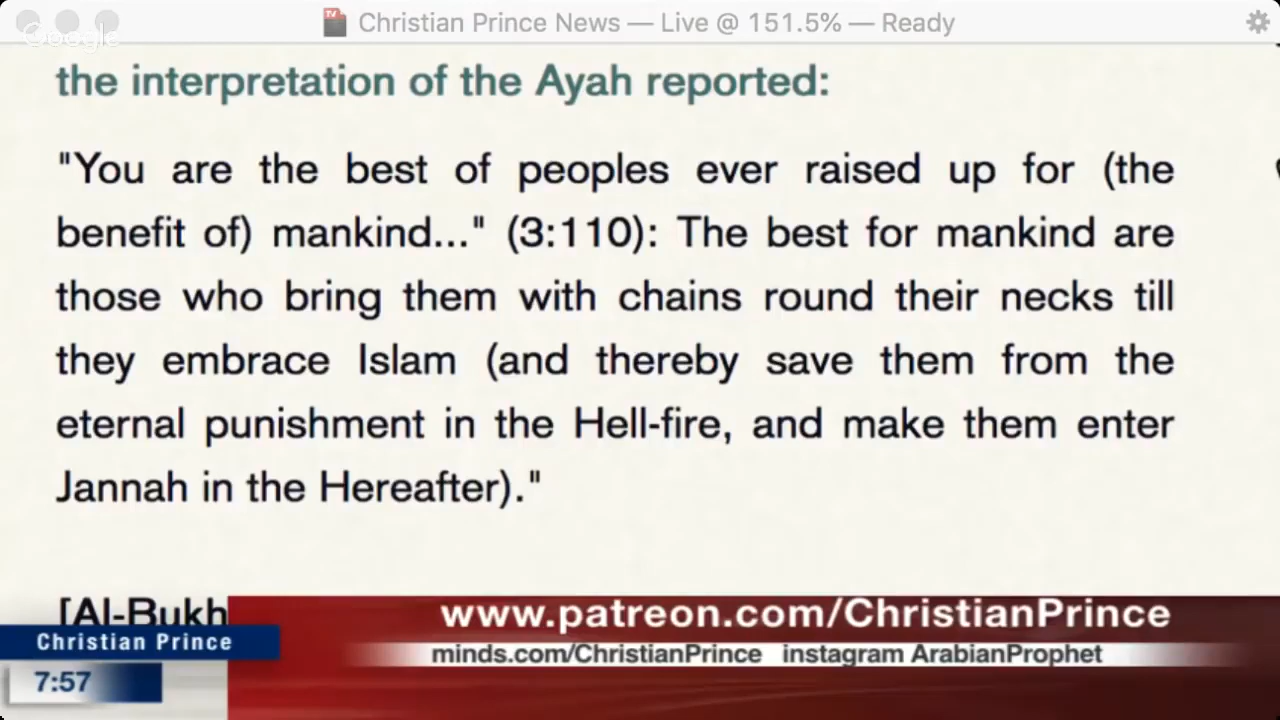 Christian Prince News — Live @ 151.5% — Ready
Google
the interpretation of the Ayah reported:
"You are the best of peoples ever raised up for (the
benefit of) mankind..." (3:110): The best for mankind are
those who bring them with chains round their necks till
they embrace Islam (and thereby save them from the
eternal punishment in the Hell-fire, and make them enter
Jannah in the Hereafter)."
[Al-Bukh
www.patreon.com/ChristianPrince
Christian Prince
minds.com/ChristianPrince instagram ArabianProphet
7:57